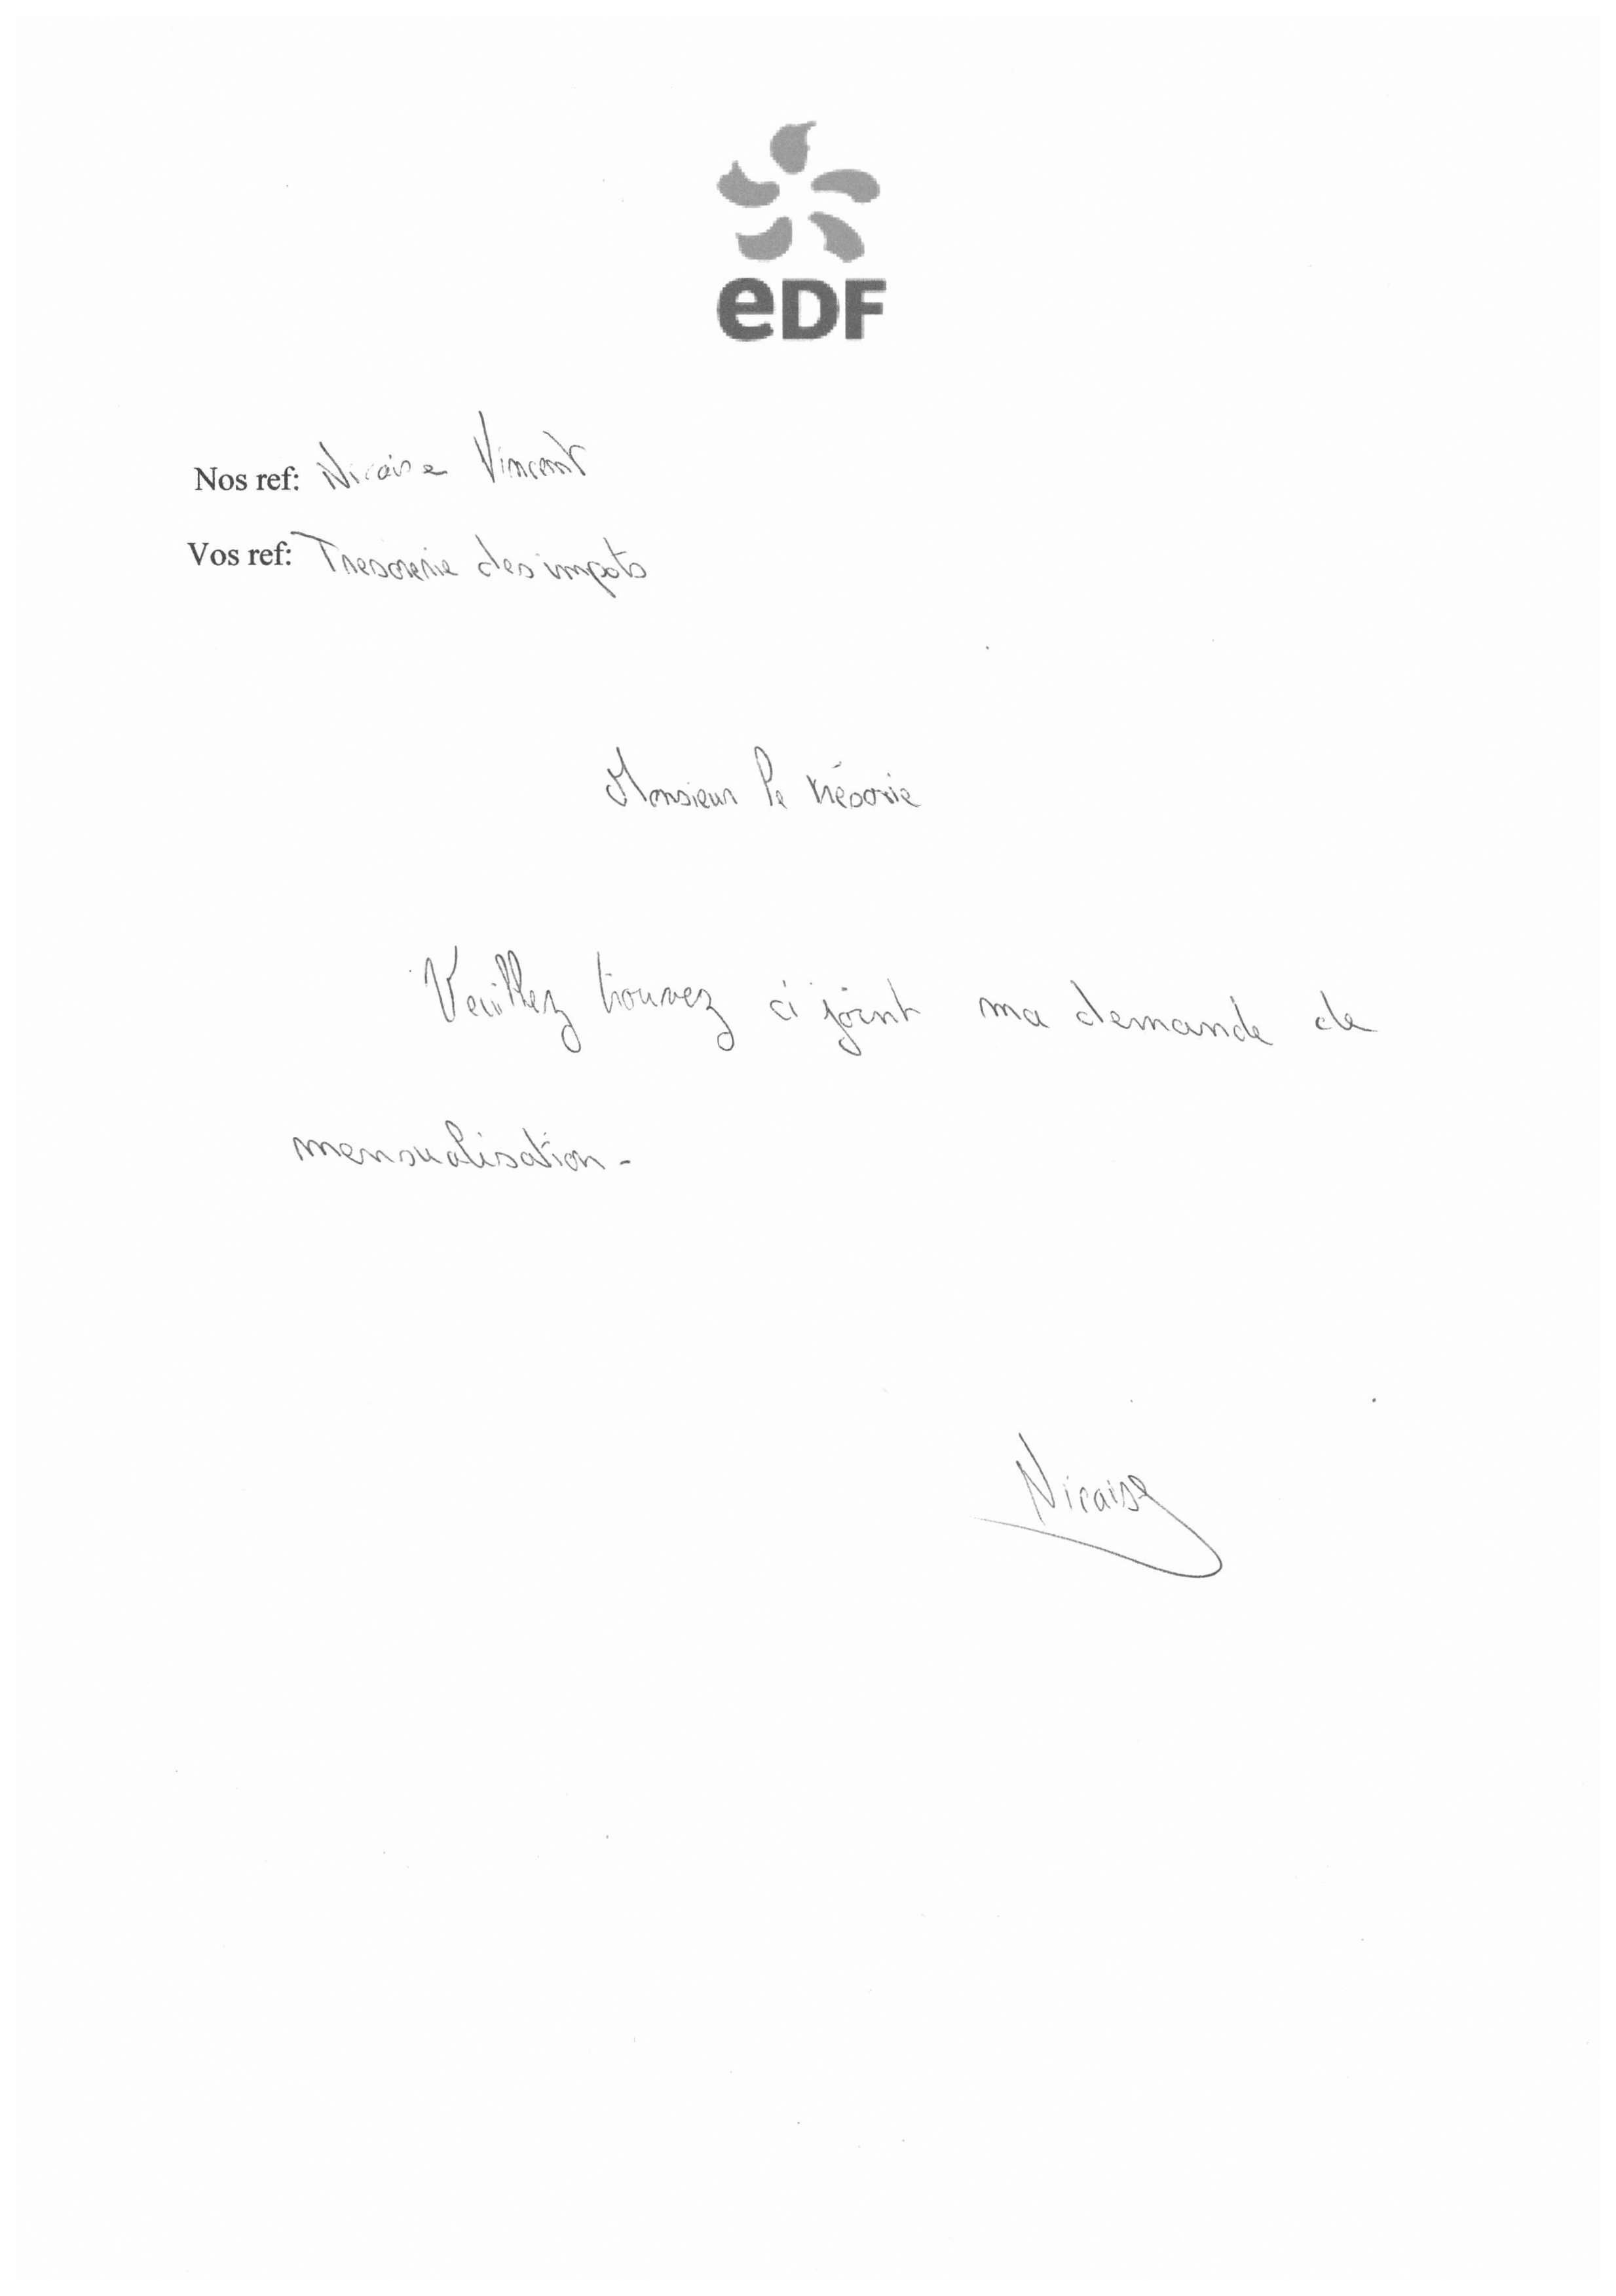 eDF
Nos ref: Nicaise Vincent
Vos ref: Tresorerie des impots
Monsieur le trésorie
Veuillez trouvez ci joint ma demande de
mensualisation.
Nicaise